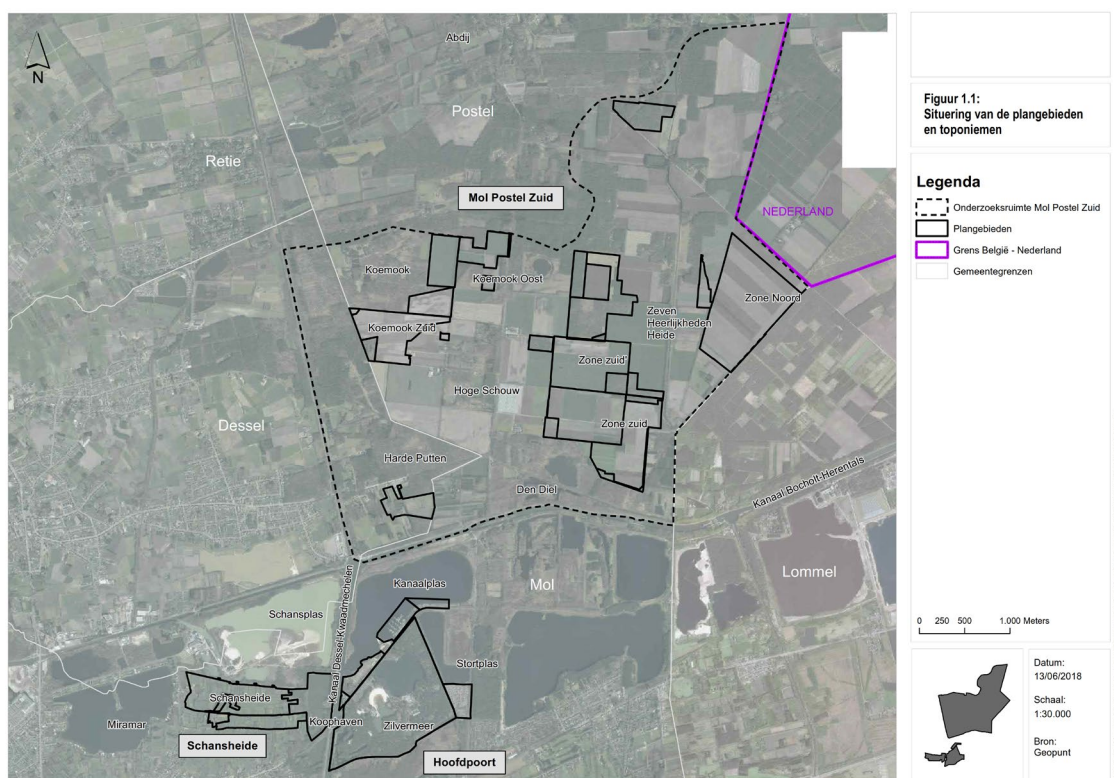 N
Abdij
Postel
Retie
Mol Postel Zuid
NEDERLAND
Koemook
Koemook Oost
Zone Noord
Zeven
Heerlijkheden
Heide
Koemook Zuid
Zone zuid'
Hoge Schouw
Dessel
Zone zuid
Harde Putten
Den Diel
Kanaal Bocholt-Herentals
Kanaalplas
Mol
Lommel
Schansplas
Kanaal Dessel-Kwaadmechelen
Stortplas
Schansheide
Miramar
Koophaven
Zilvermeer
Schansheide
Hoofdpoort
Figuur 1.1:
Situering van de plangebieden
en toponiemen
Legenda
Onderzoeksruimte Mol Postel Zuid
Plangebieden
Grens België - Nederland
Gemeentegrenzen
0 250 500 1.000 Meters
Datum:
13/06/2018
Schaal:
1:30.000
Bron:
Geopunt